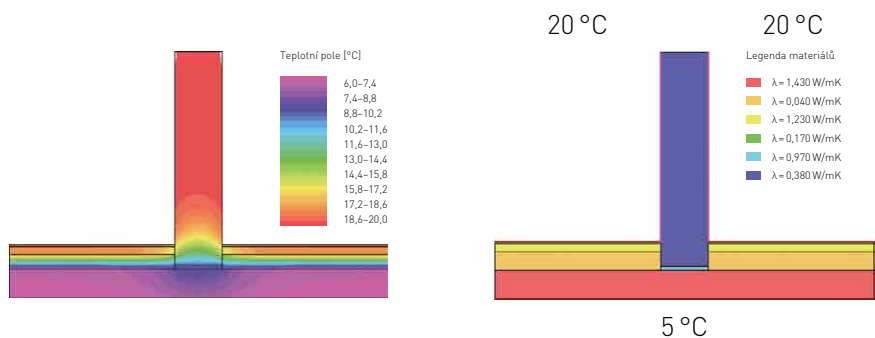 Teplotní pole [°C]
6,0–7,4
7,4–8,8
8,8–10,2
10,2–11,6
11,6–13,0
13,0–14,4
14,4–15,8
15,8–17,2
17,2–18,6
18,6–20,0
20 °C
20 °C
Legenda materiálů
λ = 1,430 W/mK
λ = 0,040 W/mK
λ = 1,230 W/mK
λ = 0,170 W/mK
λ = 0,970 W/mK
λ = 0,380 W/mK
5 °C